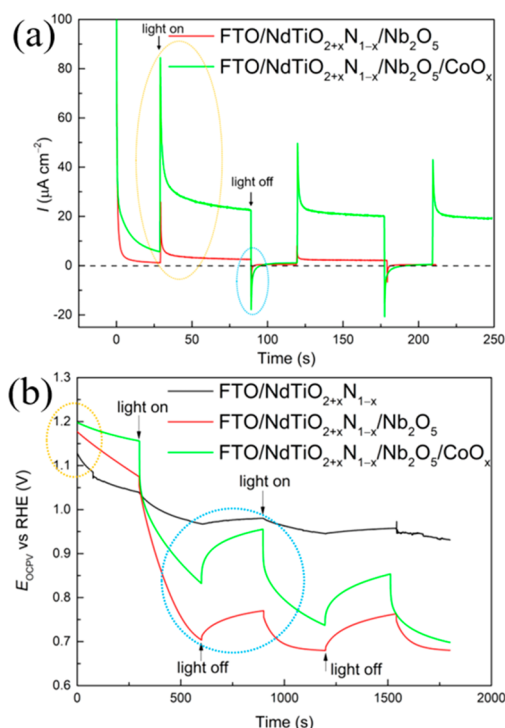 (a)
light on
FTO/NdTiO₂₊ₓN₁₋ₓ/Nb₂O₅
FTO/NdTiO₂₊ₓN₁₋ₓ/Nb₂O₅/CoOₓ
light off
I (μA cm⁻²)
100
80
60
40
20
0
-20
0 50 100 150 200 250
Time (s)
(b)
FTO/NdTiO₂₊ₓN₁₋ₓ
FTO/NdTiO₂₊ₓN₁₋ₓ/Nb₂O₅
FTO/NdTiO₂₊ₓN₁₋ₓ/Nb₂O₅/CoOₓ
light on
light on
light off
light off
E_OCPV vs RHE (V)
1.3
1.2
1.1
1.0
0.9
0.8
0.7
0.6
0 500 1000 1500 2000
Time (s)